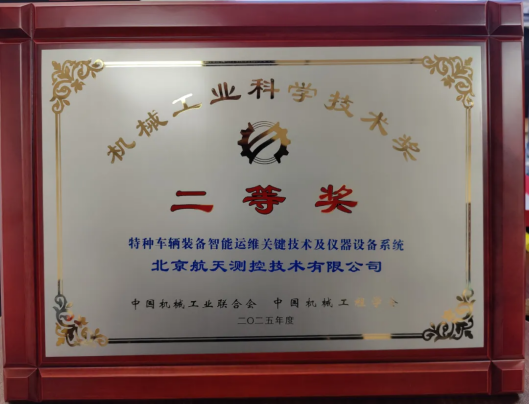 机械工业科学技术奖
二等奖
特种车辆装备智能运维关键技术及仪器设备系统
北京航天测控技术有限公司
中国机械工业联合会 中国机械工程学会
二〇二五年度